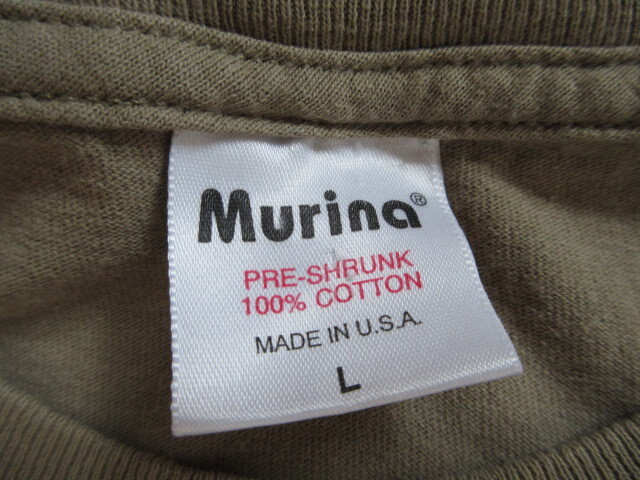 Murina®
PRE-SHRUNK
100% COTTON
MADE IN U.S.A.
L